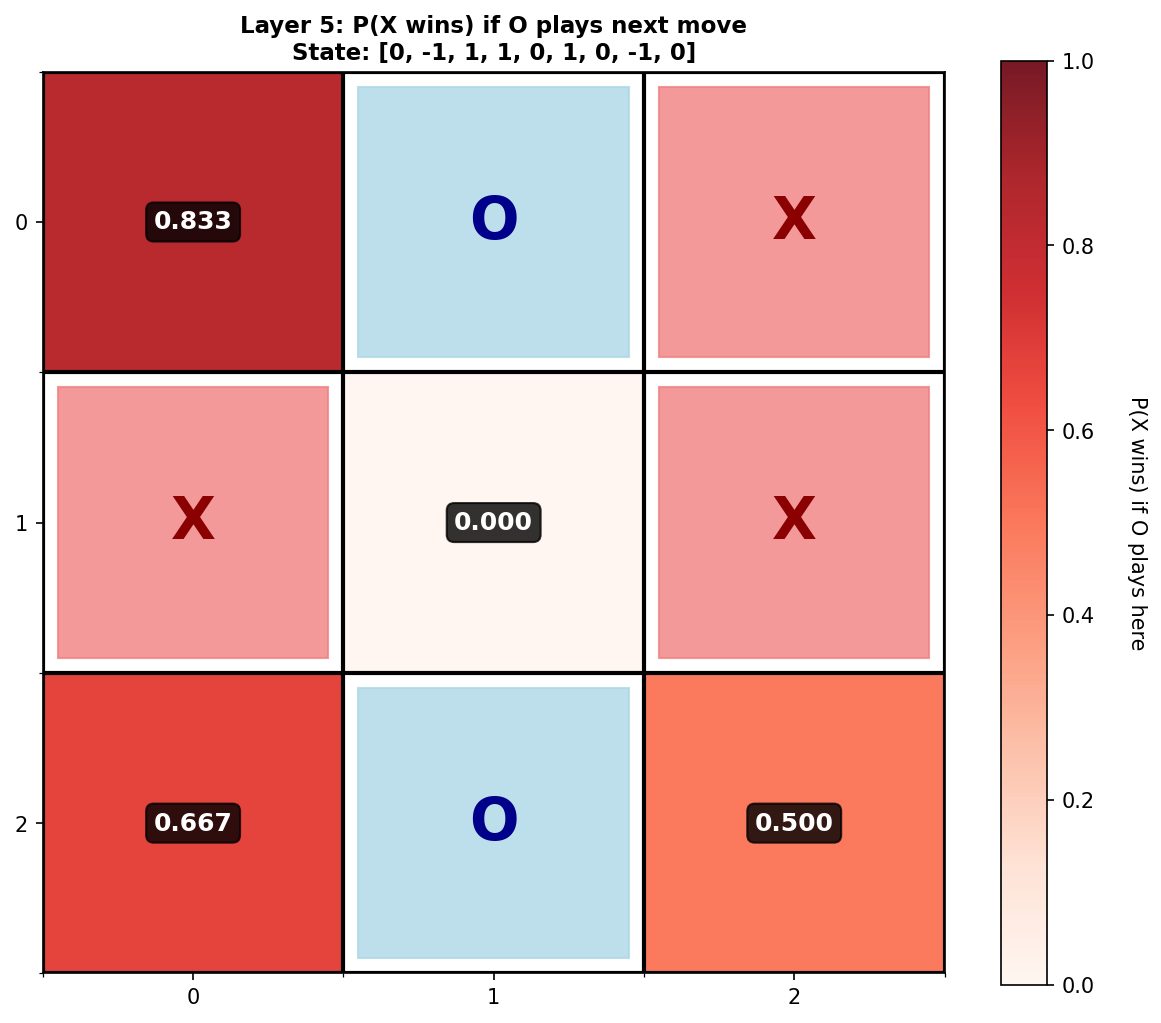 Layer 5: P(X wins) if O plays next move
State: [0, -1, 1, 1, 0, 1, 0, -1, 0]
0
0.833
O
X
1
X
0.000
X
2
0.667
O
0.500
0
1
2
1.0
0.8
0.6
0.4
0.2
0.0
P(X wins) if O plays here